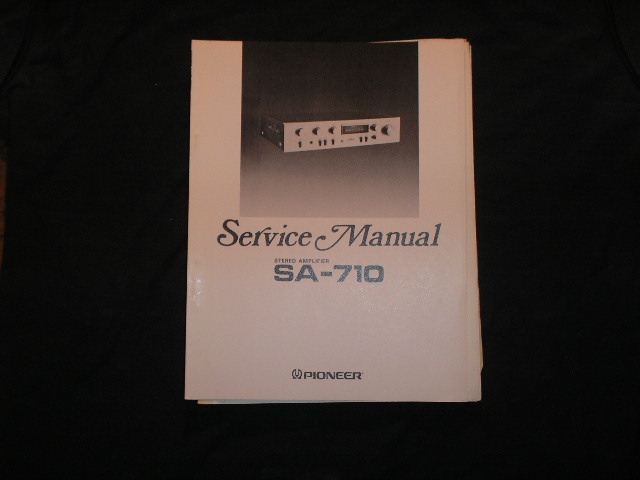 Service Manual
STEREO AMPLIFIER
SA-710
PIONEER